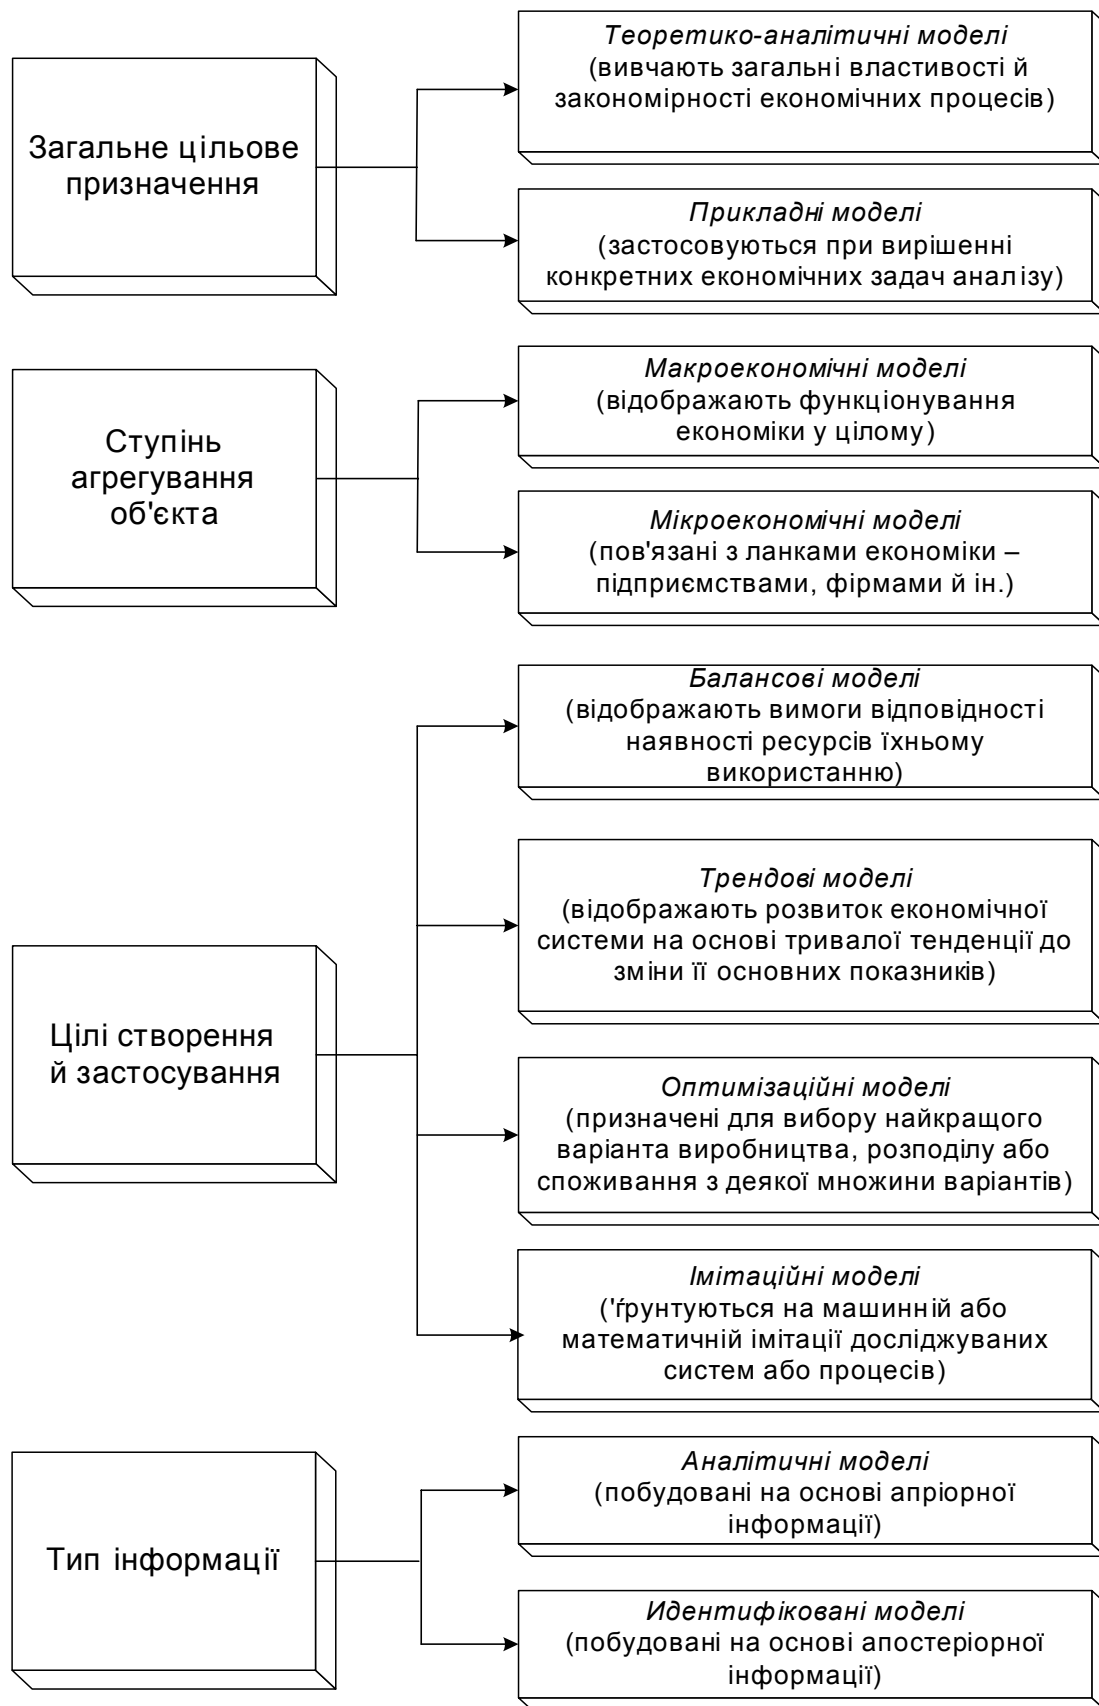 Загальне цільове
призначення
Теоретико-аналітичні моделі
(вивчають загальні властивості й
закономірності економічних процесів)
Прикладні моделі
(застосовуються при вирішенні
конкретних економічних задач аналізу)
Ступінь
агрегування
об'єкта
Макроекономічні моделі
(відображають функціонування
економіки у цілому)
Мікроекономічні моделі
(пов'язані з ланками економіки –
підприємствами, фірмами й ін.)
Цілі створення
й застосування
Балансові моделі
(відображають вимоги відповідності
наявності ресурсів їхньому
використанню)
Трендові моделі
(відображають розвиток економічної
системи на основі тривалої тенденції до
зміни її основних показників)
Оптимізаційні моделі
(призначені для вибору найкращого
варіанта виробництва, розподілу або
споживання з деякої множини варіантів)
Імітаційні моделі
('ґрунтуються на машинній або
математичній імітації досліджуваних
систем або процесів)
Тип інформації
Аналітичні моделі
(побудовані на основі апріорної
інформації)
Идентифіковані моделі
(побудовані на основі апостеріорної
інформації)